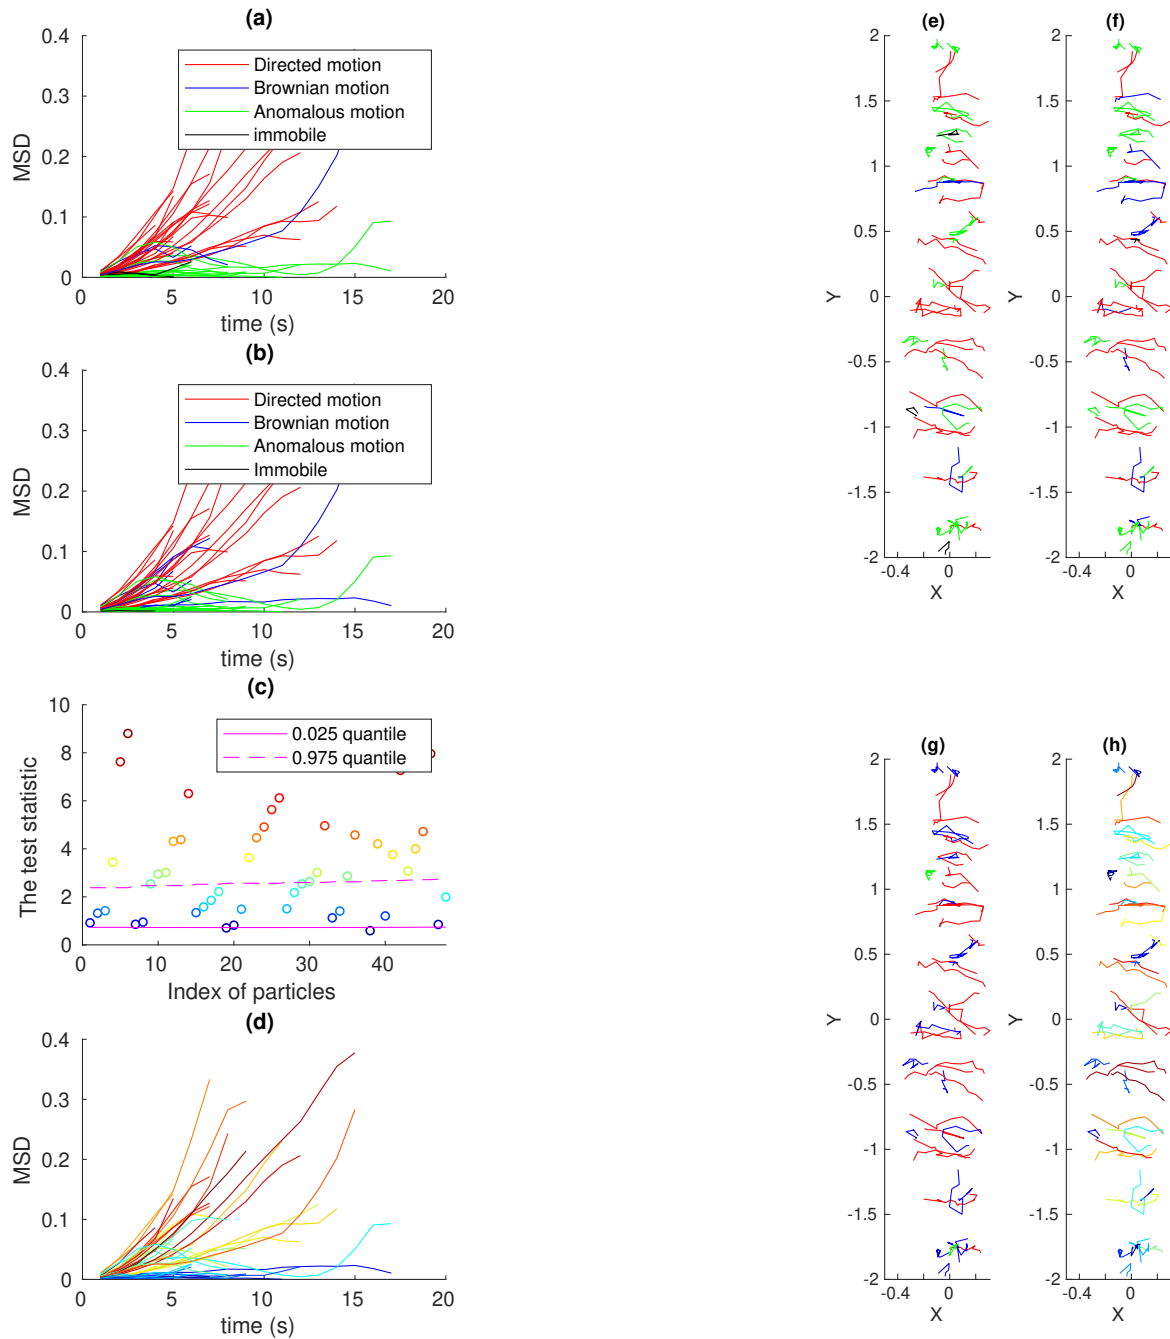 (a)
0.4
0.3
0.2
0.1
0
MSD
Directed motion
Brownian motion
Anomalous motion
immobile
0 5 10 15 20
time (s)
(b)
0.4
0.3
0.2
0.1
0
MSD
Directed motion
Brownian motion
Anomalous motion
Immobile
0 5 10 15 20
time (s)
(c)
10
8
6
4
2
0
The test statistic
0.025 quantile
0.975 quantile
0 10 20 30 40
Index of particles
(d)
0.4
0.3
0.2
0.1
0
MSD
0 5 10 15 20
time (s)
(e)
2
1.5
1
0.5
0
-0.5
-1
-1.5
-2
Y
-0.4 0
X
(f)
2
1.5
1
0.5
0
-0.5
-1
-1.5
-2
Y
-0.4 0
X
(g)
2
1.5
1
0.5
0
-0.5
-1
-1.5
-2
Y
-0.4 0
X
(h)
2
1.5
1
0.5
0
-0.5
-1
-1.5
-2
Y
-0.4 0
X